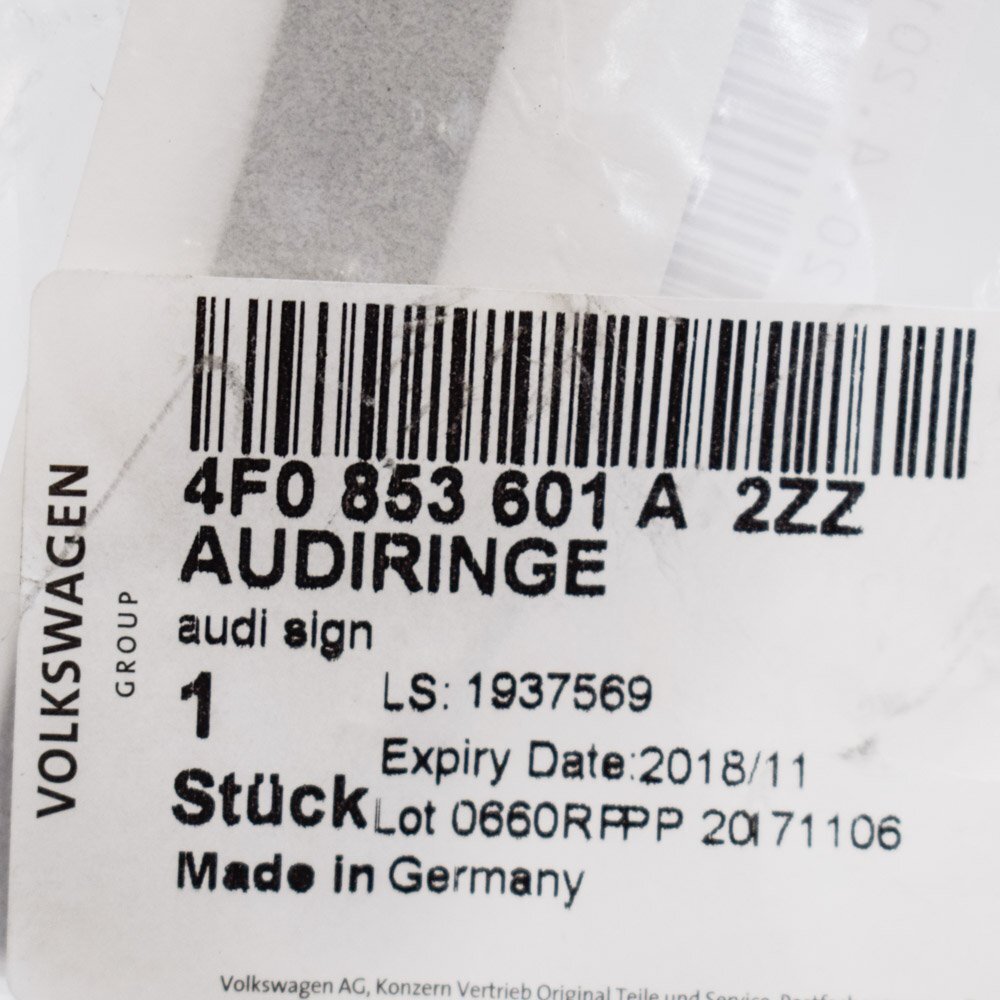 4F0 853 601 A 2ZZ
AUDIRINGE
audi sign
1
LS: 1937569
Expiry Date:2018/11
Stück
Lot 0660RPPP 20171106
Made in Germany
VOLKSWAGEN
GROUP
Volkswagen AG, Konzern Vertrieb Original Teile und Service,